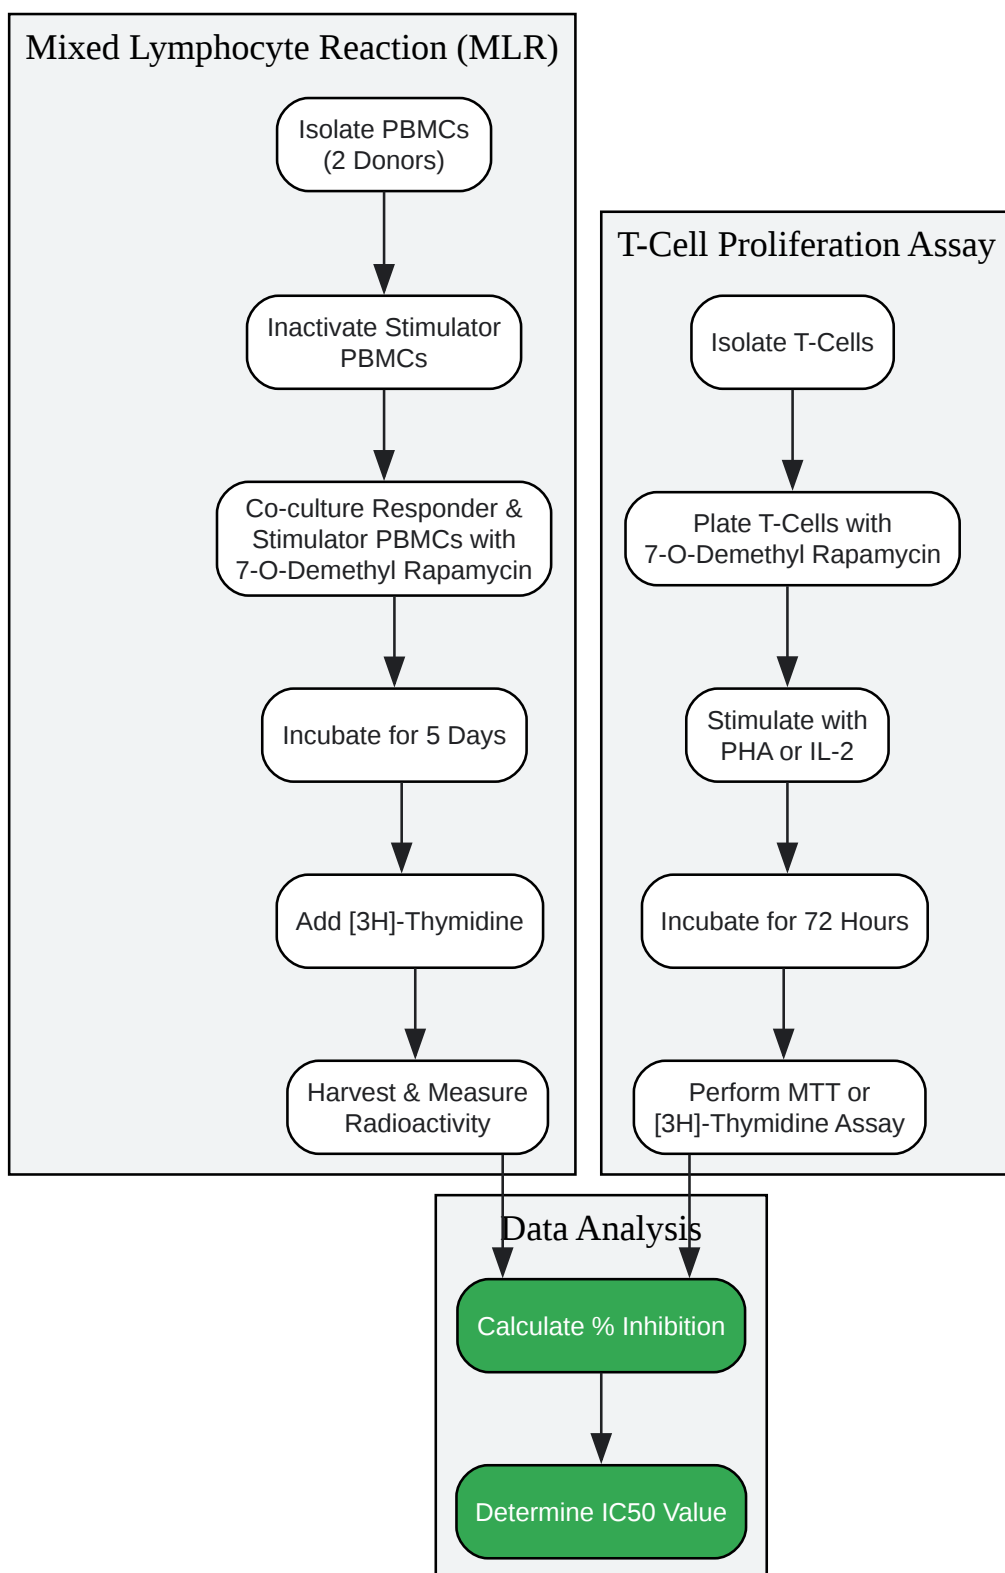 Mixed Lymphocyte Reaction (MLR)
Isolate PBMCs
(2 Donors)
Inactivate Stimulator
PBMCs
Co-culture Responder &
Stimulator PBMCs with
7-O-Demethyl Rapamycin
Incubate for 5 Days
Add [3H]-Thymidine
Harvest & Measure
Radioactivity
T-Cell Proliferation Assay
Isolate T-Cells
Plate T-Cells with
7-O-Demethyl Rapamycin
Stimulate with
PHA or IL-2
Incubate for 72 Hours
Perform MTT or
[3H]-Thymidine Assay
Data Analysis
Calculate % Inhibition
Determine IC50 Value